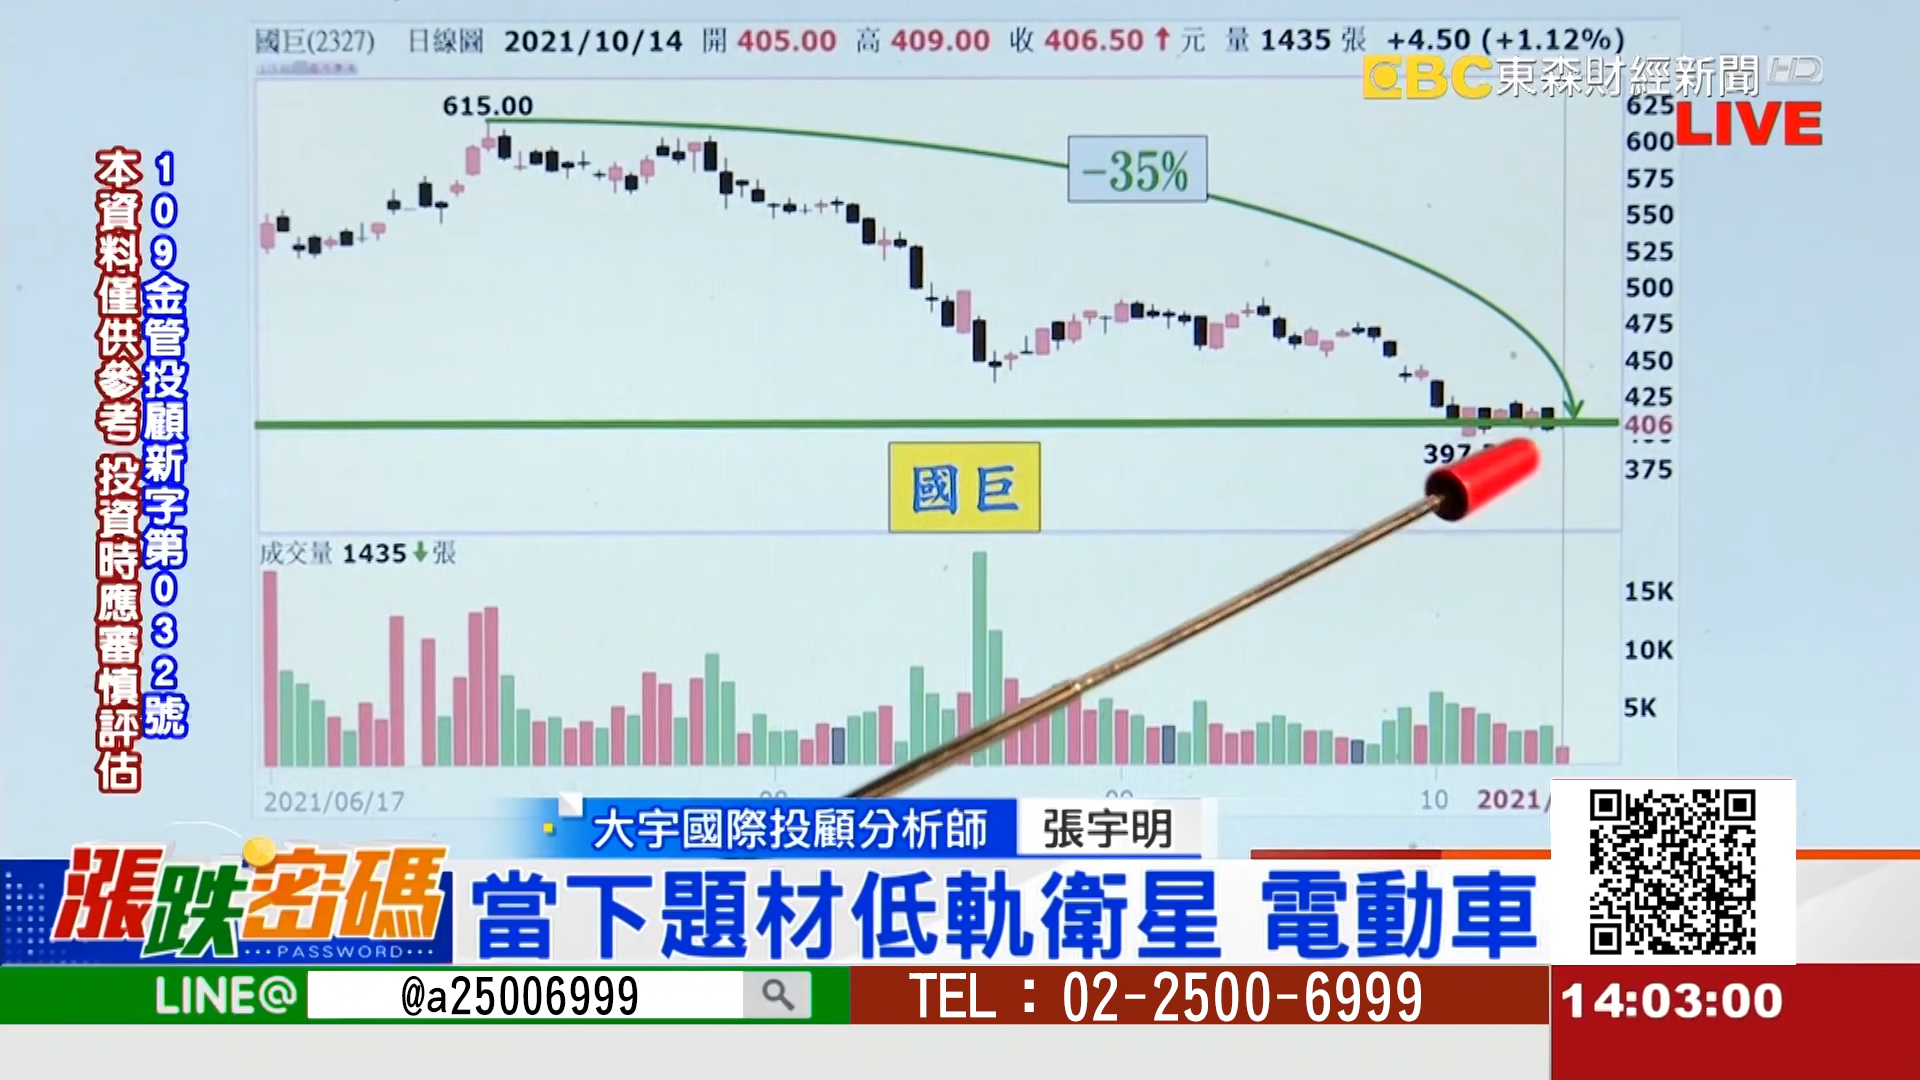 國巨(2327) 日線圖 2021/10/14 開 405.00 高 409.00 收 406.50 ↑ 元 量 1435 張 +4.50 (+1.12%)
EBC 東森財經新聞 HD
LIVE
615.00
-35%
625
600
575
550
525
500
475
450
425
406
375
397
國巨
成交量 1435 ↓ 張
15K
10K
5K
2021/06/17
10
2021/
109金管投顧新字第032號
本資料僅供參考 投資時應審慎評估
大宇國際投顧分析師 張宇明
漲跌密碼
PASSWORD
當下題材低軌衛星 電動車
LINE@ @a25006999
TEL：02-2500-6999
14:03:00